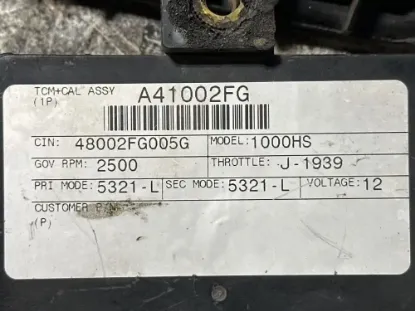 TCM+CAL ASSY A41002FG
(1P)
CIN: 48002FG005G MODEL: 1000HS
GOV RPM: 2500 THROTTLE: J-1939
PRI MODE: 5321-L SEC MODE: 5321-L VOLTAGE: 12
CUSTOMER
(P)